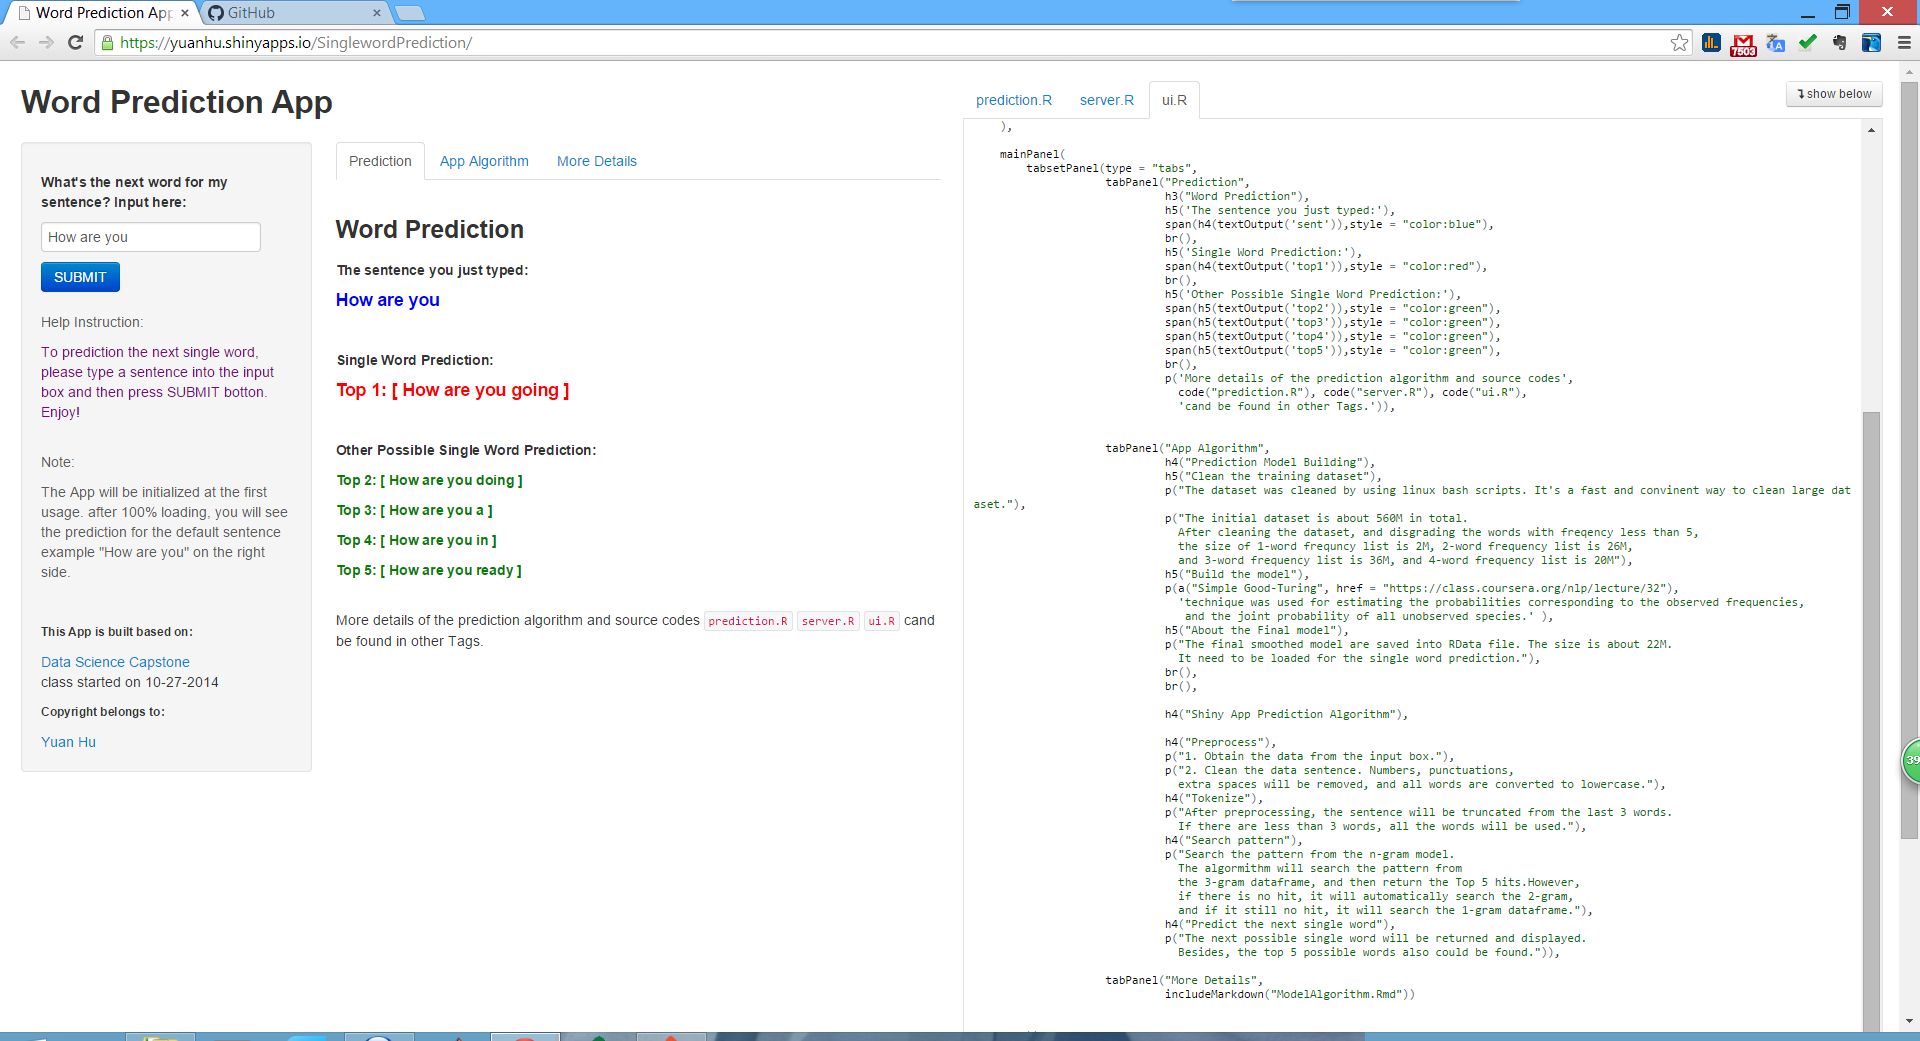 Word Prediction App
GitHub
https://yuanhu.shinyapps.io/SinglewordPrediction/
7503
Word Prediction App
What's the next word for my
sentence? Input here:
How are you
SUBMIT
Help Instruction:
To prediction the next single word,
please type a sentence into the input
box and then press SUBMIT botton.
Enjoy!
Note:
The App will be initialized at the first
usage. after 100% loading, you will see
the prediction for the default sentence
example "How are you" on the right
side.
This App is built based on:
Data Science Capstone
class started on 10-27-2014
Copyright belongs to:
Yuan Hu
Prediction App Algorithm More Details
Word Prediction
The sentence you just typed:
How are you
Single Word Prediction:
Top 1: [ How are you going ]
Other Possible Single Word Prediction:
Top 2: [ How are you doing ]
Top 3: [ How are you a ]
Top 4: [ How are you in ]
Top 5: [ How are you ready ]
More details of the prediction algorithm and source codes prediction.R server.R ui.R cand
be found in other Tags.
prediction.R server.R ui.R
show below
),
mainPanel(
tabsetPanel(type = "tabs",
tabPanel("Prediction",
h3("Word Prediction"),
h5('The sentence you just typed:'),
span(h4(textOutput('sent')),style = "color:blue"),
br(),
h5('Single Word Prediction:'),
span(h4(textOutput('top1')),style = "color:red"),
br(),
h5('Other Possible Single Word Prediction:'),
span(h5(textOutput('top2')),style = "color:green"),
span(h5(textOutput('top3')),style = "color:green"),
span(h5(textOutput('top4')),style = "color:green"),
span(h5(textOutput('top5')),style = "color:green"),
br(),
p('More details of the prediction algorithm and source codes',
code("prediction.R"), code("server.R"), code("ui.R"),
'cand be found in other Tags.')),
tabPanel("App Algorithm",
h4("Prediction Model Building"),
h5("Clean the training dataset"),
p("The dataset was cleaned by using linux bash scripts. It's a fast and convinent way to clean large dat
aset."),
p("The initial dataset is about 560M in total.
After cleaning the dataset, and disgrading the words with freqency less than 5,
the size of 1-word frequncy list is 2M, 2-word frequency list is 26M,
and 3-word frequency list is 36M, and 4-word frequency list is 20M"),
h5("Build the model"),
p(a("Simple Good-Turing", href = "https://class.coursera.org/nlp/lecture/32"),
'technique was used for estimating the probabilities corresponding to the observed frequencies,
and the joint probability of all unobserved species.' ),
h5("About the Final model"),
p("The final smoothed model are saved into RData file. The size is about 22M.
It need to be loaded for the single word prediction."),
br(),
br(),
h4("Shiny App Prediction Algorithm"),
h4("Preprocess"),
p("1. Obtain the data from the input box."),
p("2. Clean the data sentence. Numbers, punctuations,
extra spaces will be removed, and all words are converted to lowercase."),
h4("Tokenize"),
p("After preprocessing, the sentence will be truncated from the last 3 words.
If there are less than 3 words, all the words will be used."),
h4("Search pattern"),
p("Search the pattern from the n-gram model.
The algormithm will search the pattern from
the 3-gram dataframe, and then return the Top 5 hits.However,
if there is no hit, it will automatically search the 2-gram,
and if it still no hit, it will search the 1-gram dataframe."),
h4("Predict the next single word"),
p("The next possible single word will be returned and displayed.
Besides, the top 5 possible words also could be found.")),
tabPanel("More Details",
includeMarkdown("ModelAlgorithm.Rmd"))
39